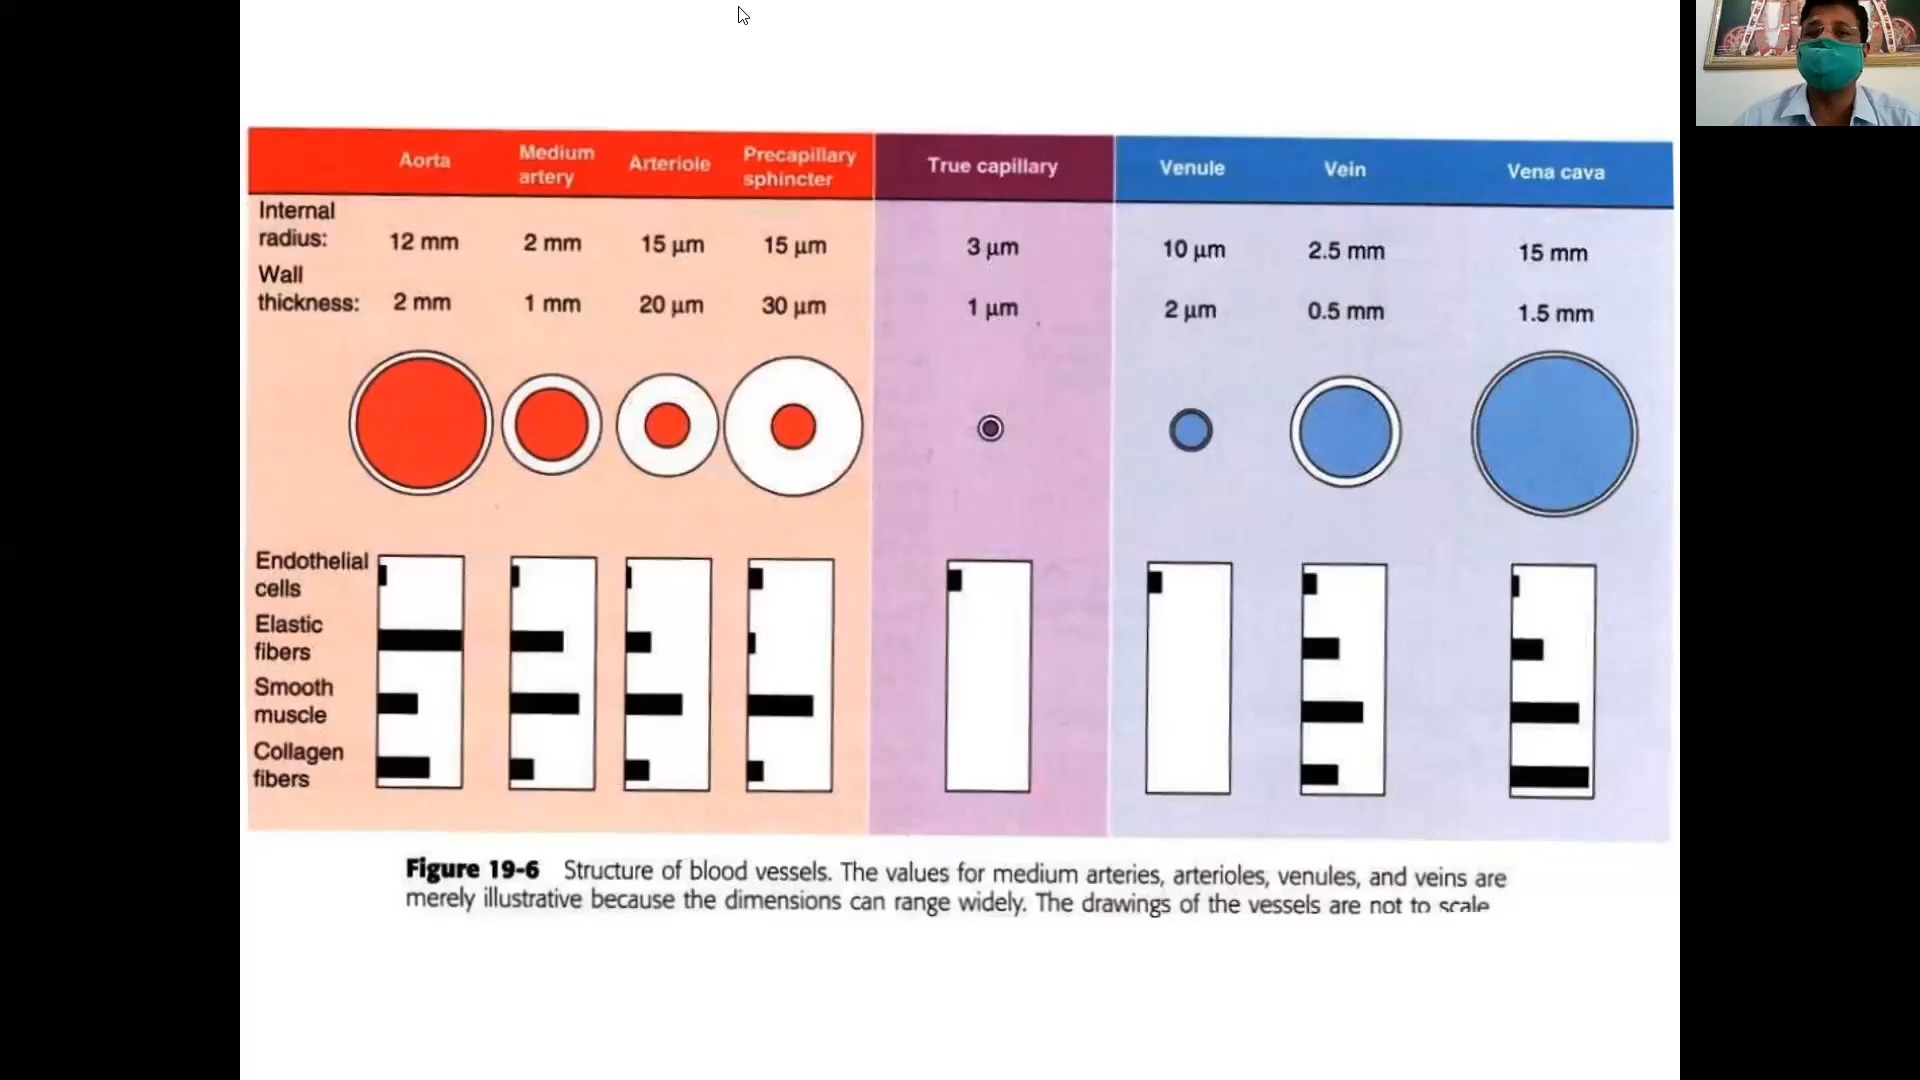 Aorta Medium artery Arteriole Precapillary sphincter True capillary Venule Vein Vena cava
Internal radius: 12 mm 2 mm 15 µm 15 µm 3 µm 10 µm 2.5 mm 15 mm
Wall thickness: 2 mm 1 mm 20 µm 30 µm 1 µm 2 µm 0.5 mm 1.5 mm
Endothelial cells
Elastic fibers
Smooth muscle
Collagen fibers
Figure 19-6 Structure of blood vessels. The values for medium arteries, arterioles, venules, and veins are
merely illustrative because the dimensions can range widely. The drawings of the vessels are not to scale